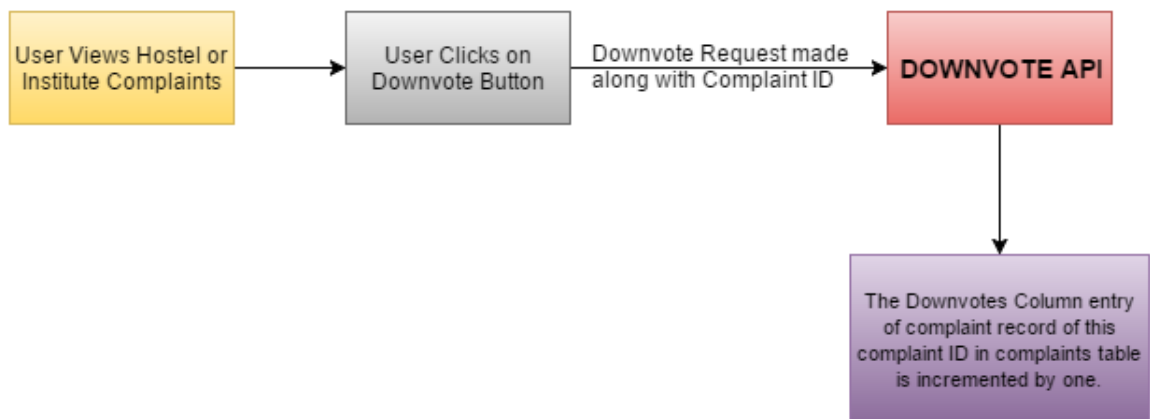 User Views Hostel or
Institute Complaints
User Clicks on
Downvote Button
Downvote Request made
along with Complaint ID
DOWNVOTE API
The Downvotes Column entry
of complaint record of this
complaint ID in complaints table
is incremented by one.